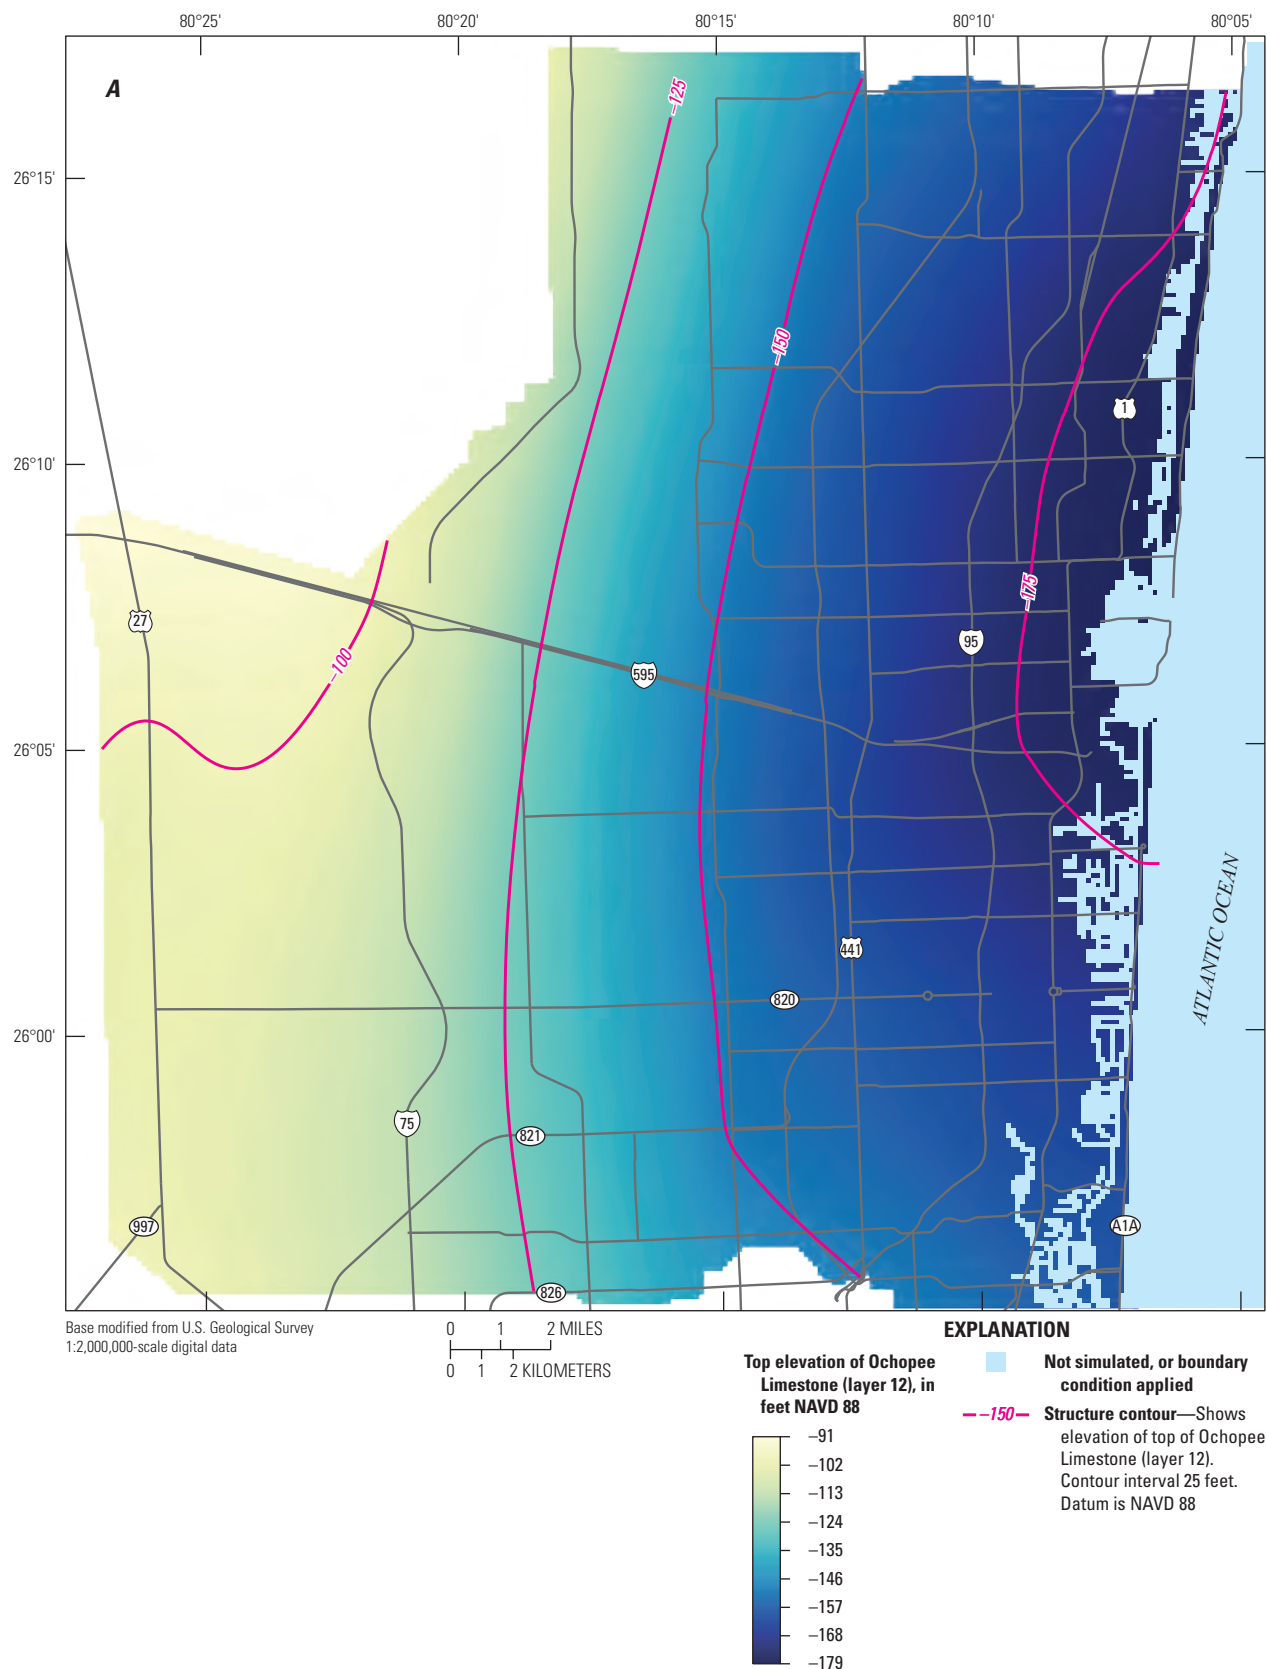 80°25'
80°20'
80°15'
80°10'
80°05'
A
–125
26°15'
–150
1
26°10'
–175
27
95
–100
595
26°05'
ATLANTIC OCEAN
441
820
26°00'
75
821
997
A1A
826
Base modified from U.S. Geological Survey
1:2,000,000-scale digital data
0 1 2 MILES
0 1 2 KILOMETERS
EXPLANATION
Top elevation of Ochopee
Limestone (layer 12), in
feet NAVD 88
–91
–102
–113
–124
–135
–146
–157
–168
–179
Not simulated, or boundary
condition applied
–150
Structure contour—Shows
elevation of top of Ochopee
Limestone (layer 12).
Contour interval 25 feet.
Datum is NAVD 88